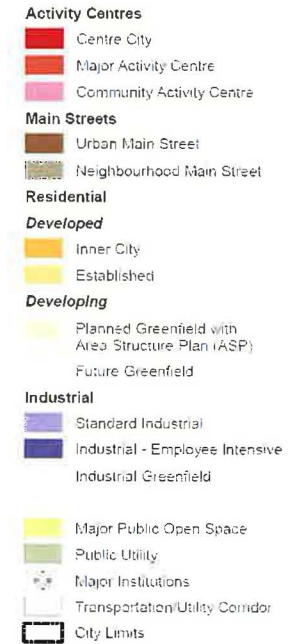 Activity Centres
Centre City
Major Activity Centre
Community Activity Centre
Main Streets
Urban Main Street
Neighbourhood Main Street
Residential
Developed
Inner City
Established
Developing
Planned Greenfield with
Area Structure Plan (ASP)
Future Greenfield
Industrial
Standard Industrial
Industrial - Employee Intensive
Industrial Greenfield
Major Public Open Space
Public Utility
Major Institutions
Transportation/Utility Corridor
City Limits